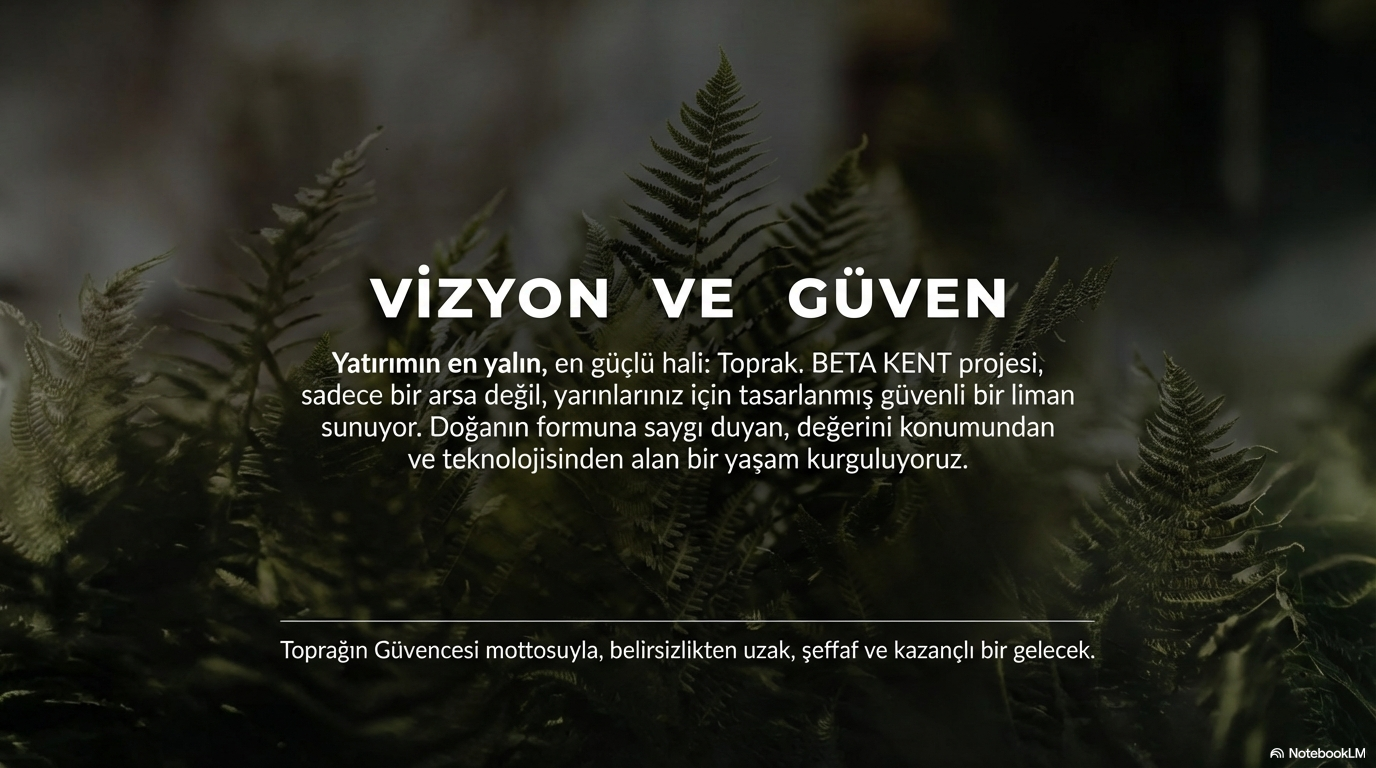 VİZYON VE GÜVEN
Yatırımın en yalın, en güçlü hali: Toprak. BETA KENT projesi,
sadece bir arsa değil, yarınlarınız için tasarlanmış güvenli bir liman
sunuyor. Doğanın formuna saygı duyan, değerini konumundan
ve teknolojisinden alan bir yaşam kurguluyoruz.
Toprağın Güvencesi mottosuyla, belirsizlikten uzak, şeffaf ve kazançlı bir gelecek.
NotebookLM